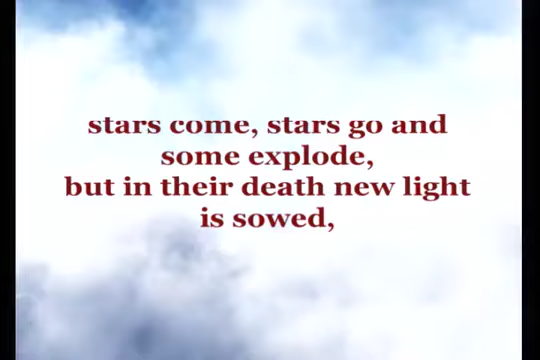 stars come, stars go and
some explode,
but in their death new light
is sowed,